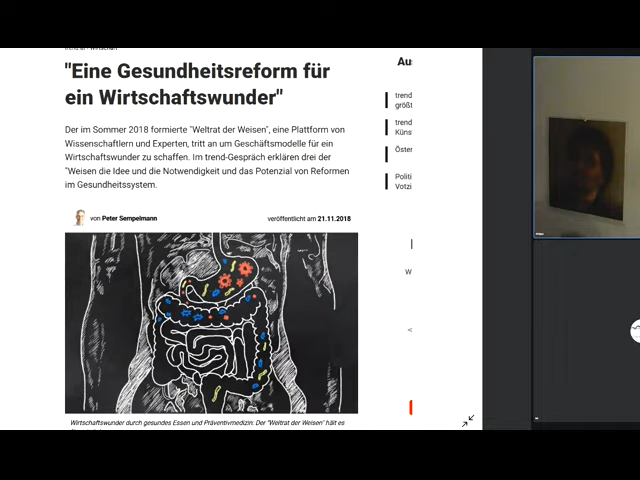 "Eine Gesundheitsreform für
ein Wirtschaftswunder"
Der im Sommer 2018 formierte "Weltrat der Weisen", eine Plattform von
Wissenschaftlern und Experten, tritt an um Geschäftsmodelle für ein
Wirtschaftswunder zu schaffen. Im trend-Gespräch erklären drei der
"Weisen die Idee und die Notwendigkeit und das Potenzial von Reformen
im Gesundheitssystem.
von Peter Sempelmann
veröffentlicht am 21.11.2018
Wirtschaftswunder durch gesundes Essen und Präventivmedizin: Der "Weltrat der Weisen" hält es
Au
trend
größt
trend
Küns
Öster
Politi
Votzi
W